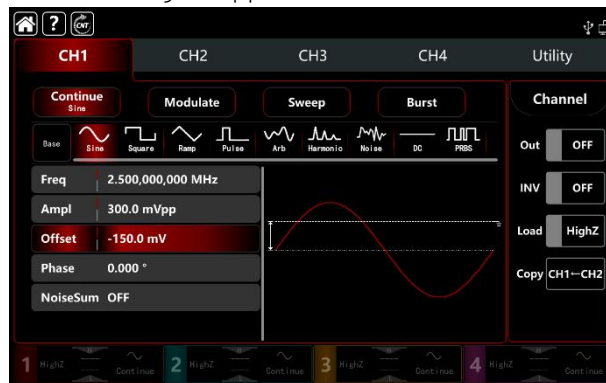 ? CNT
CH1 CH2 CH3 CH4 Utility
Continue Modulate Sweep Burst Channel
Sine
Base Sine Square Ramp Pulse Arb Harmonic Noise DC PRBS
Out OFF
Freq 2.500,000,000 MHz
INV OFF
Ampl 300.0 mVpp
Offset -150.0 mV
Load HighZ
Phase 0.000 °
Copy CH1←CH2
NoiseSum OFF
1 HighZ Continue 2 HighZ Continue 3 HighZ Continue 4 HighZ Continue